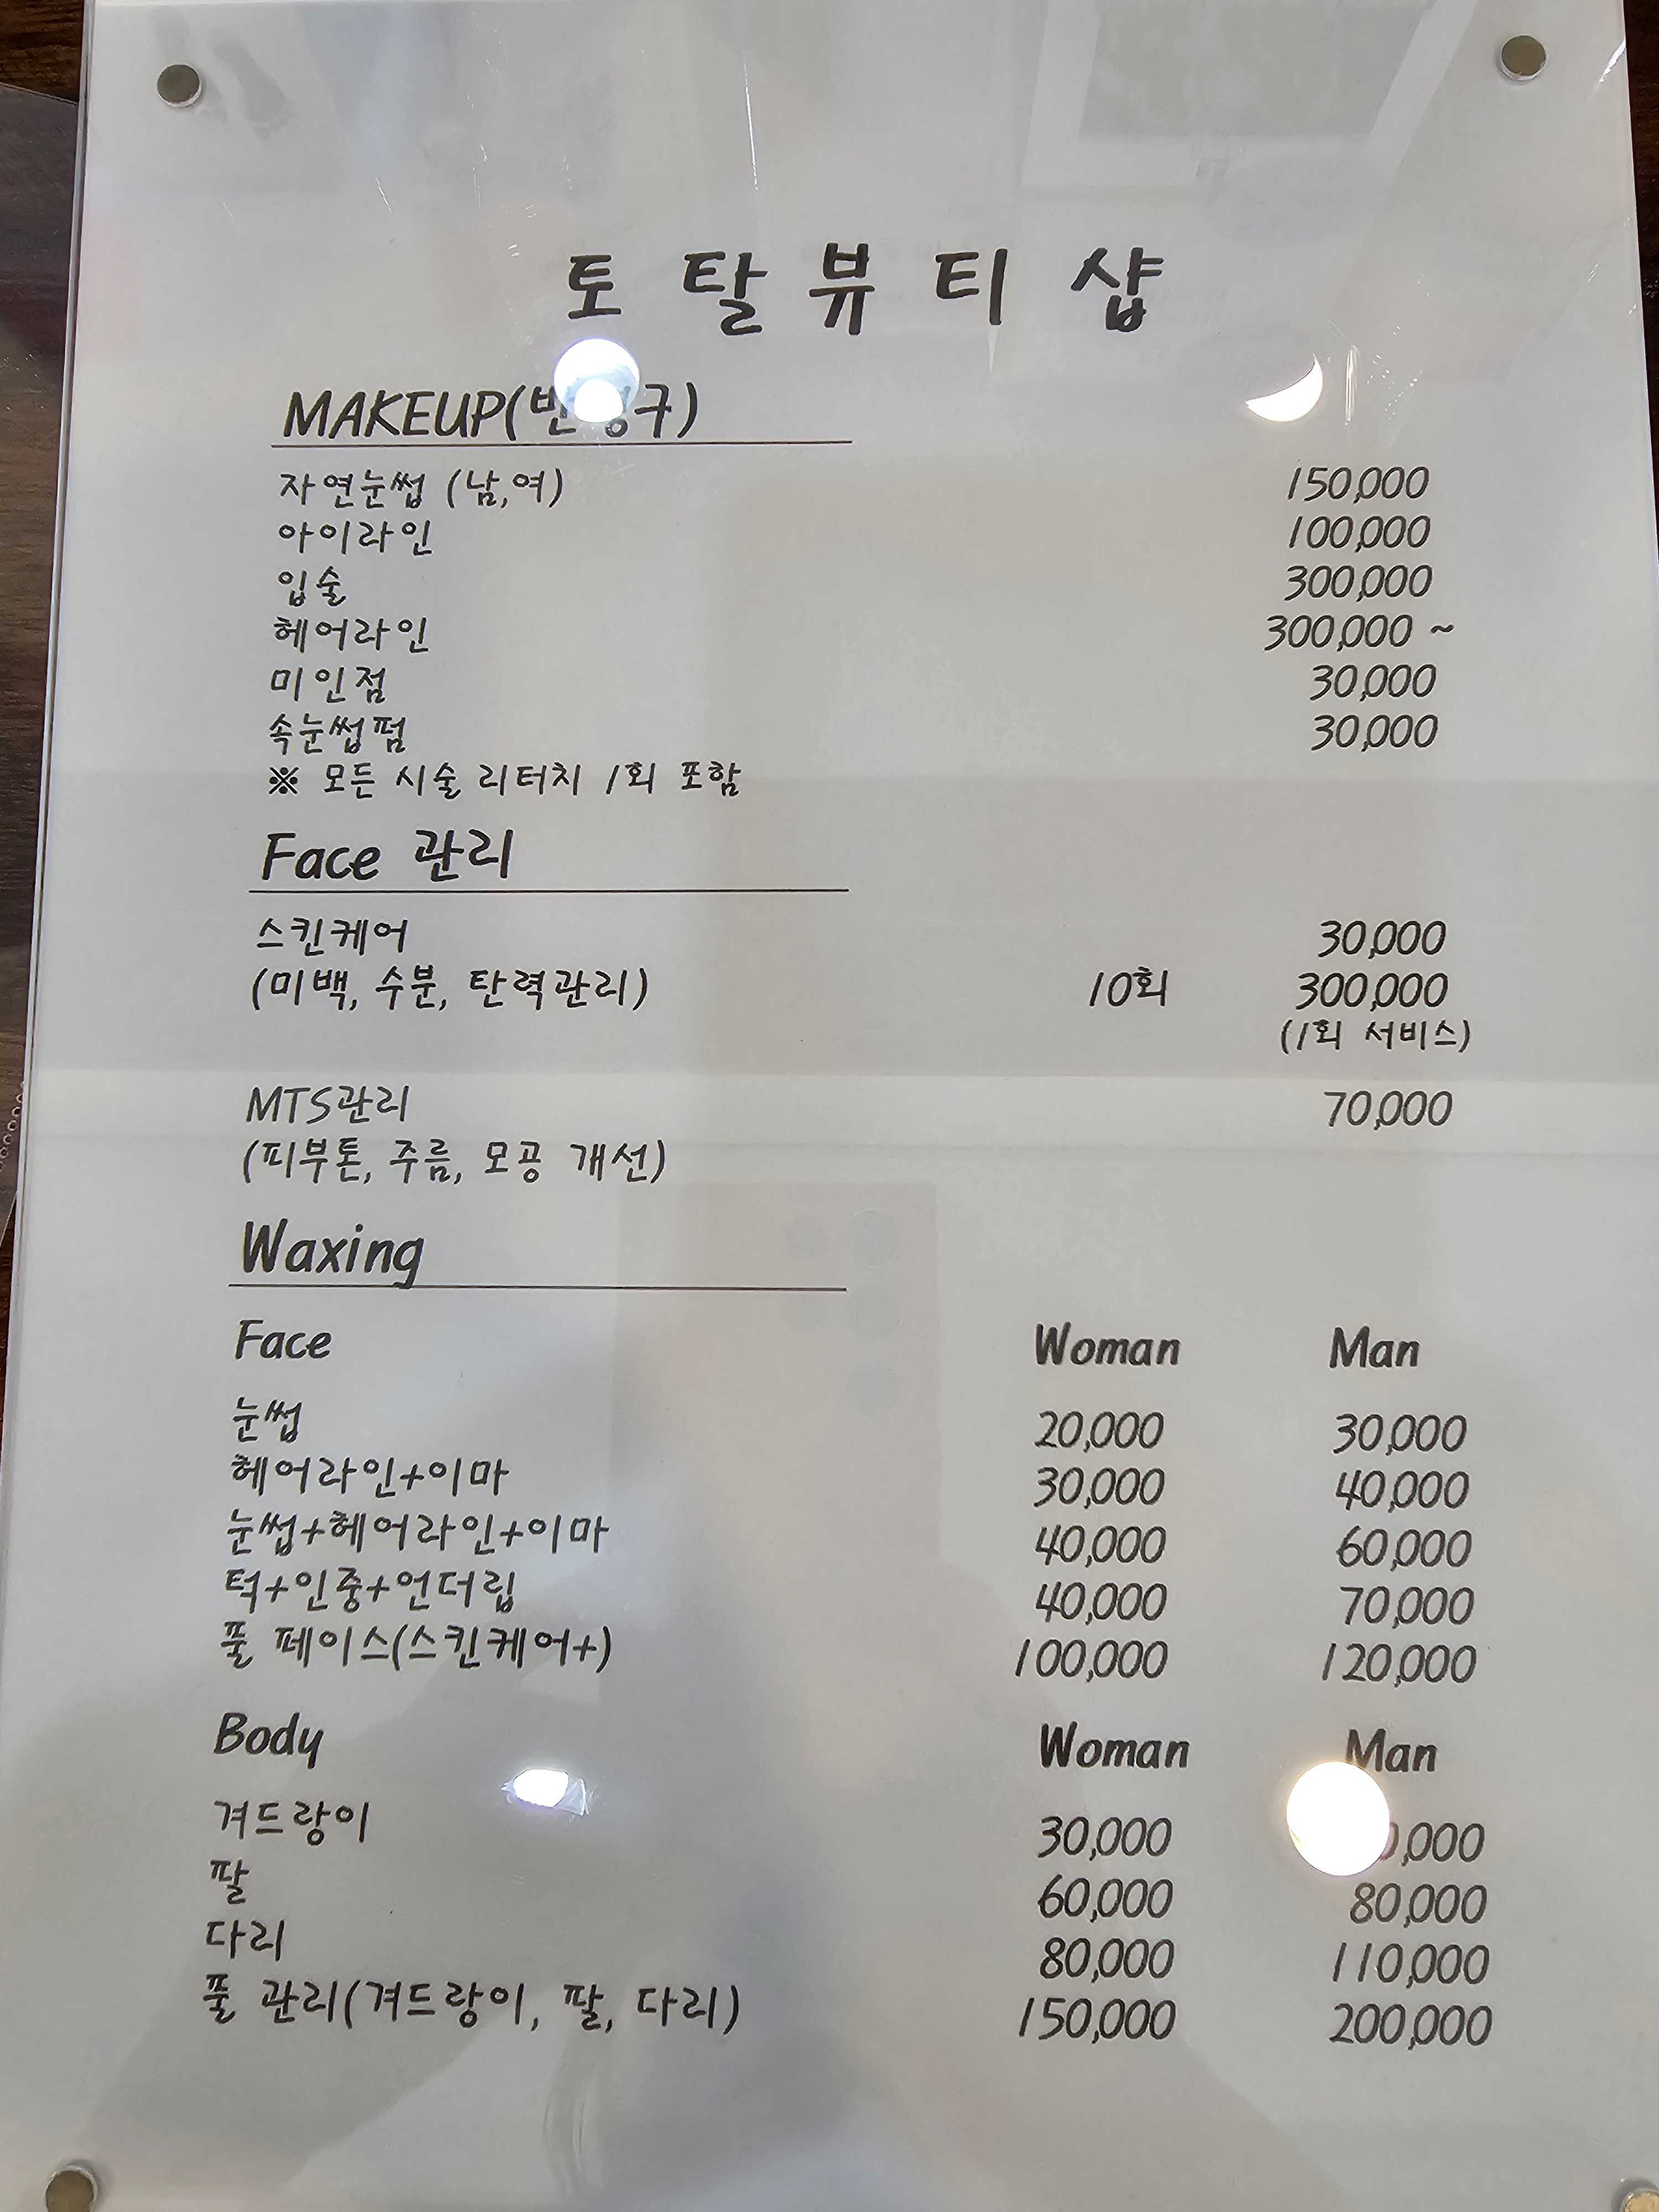 토탈뷰티샵
MAKEUP(
자연눈썹 (남,여) 150,000
아이라인 100,000
입술 300,000
헤어라인 300,000 ~
미인점 30,000
속눈썹펌 30,000
※ 모든 시술 리터치 1회 포함
Face 관리
스킨케어 30,000
(미백, 수분, 탄력관리) 10회 300,000
(1회 서비스)
MTS관리 70,000
(피부톤, 주름, 모공 개선)
Waxing
Face Woman Man
눈썹 20,000 30,000
헤어라인+이마 30,000 40,000
눈썹+헤어라인+이마 40,000 60,000
턱+인중+언더립 40,000 70,000
풀 페이스(스킨케어+) 100,000 120,000
Body Woman Man
겨드랑이 30,000
팔 60,000 80,000
다리 80,000 110,000
풀 관리(겨드랑이, 팔, 다리) 150,000 200,000